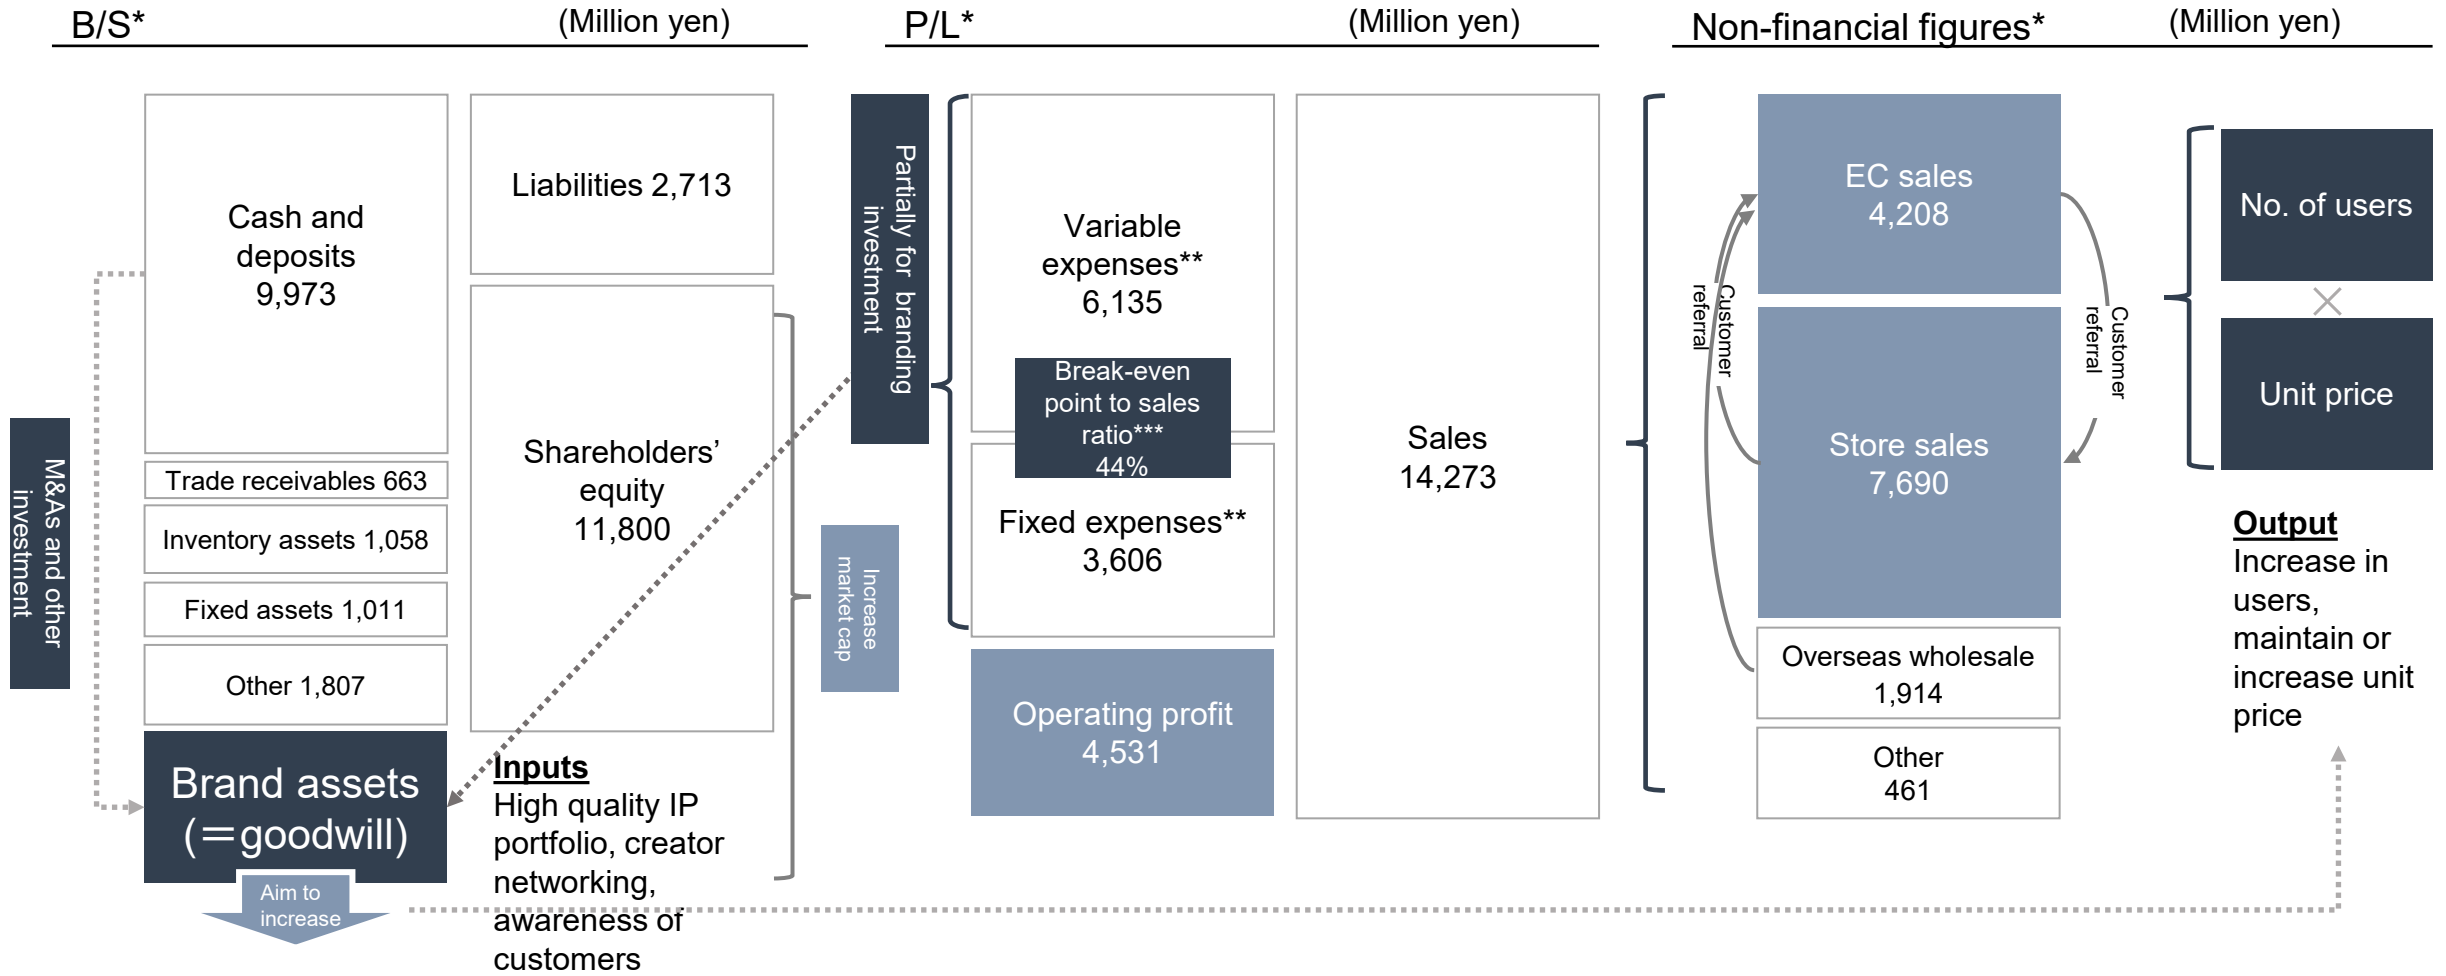 B/S*
(Million yen)
Cash and
deposits
9,973
Trade receivables 663
Inventory assets 1,058
Fixed assets 1,011
Other 1,807
Brand assets
(＝goodwill)
Aim to
increase
M&As and other
investment
Liabilities 2,713
Shareholders’
equity
11,800
Inputs
High quality IP
portfolio, creator
networking,
awareness of
customers
Increase
market cap
P/L*
(Million yen)
Partially for branding
investment
Variable
expenses**
6,135
Break-even
point to sales
ratio***
44%
Fixed expenses**
3,606
Operating profit
4,531
Sales
14,273
Non-financial figures*
(Million yen)
EC sales
4,208
Store sales
7,690
Overseas wholesale
1,914
Other
461
Customer
referral
Customer
referral
No. of users
×
Unit price
Output
Increase in
users,
maintain or
increase unit
price